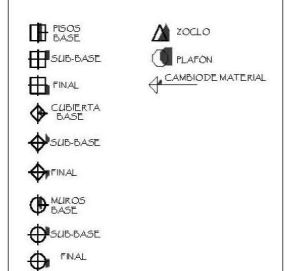 PISOS
BASE
SUB-BASE
FINAL
CUBIERTA
BASE
SUB-BASE
FINAL
MUROS
BASE
SUB-BASE
FINAL
ZOCLO
PLAFÓN
CAMBIO DE MATERIAL